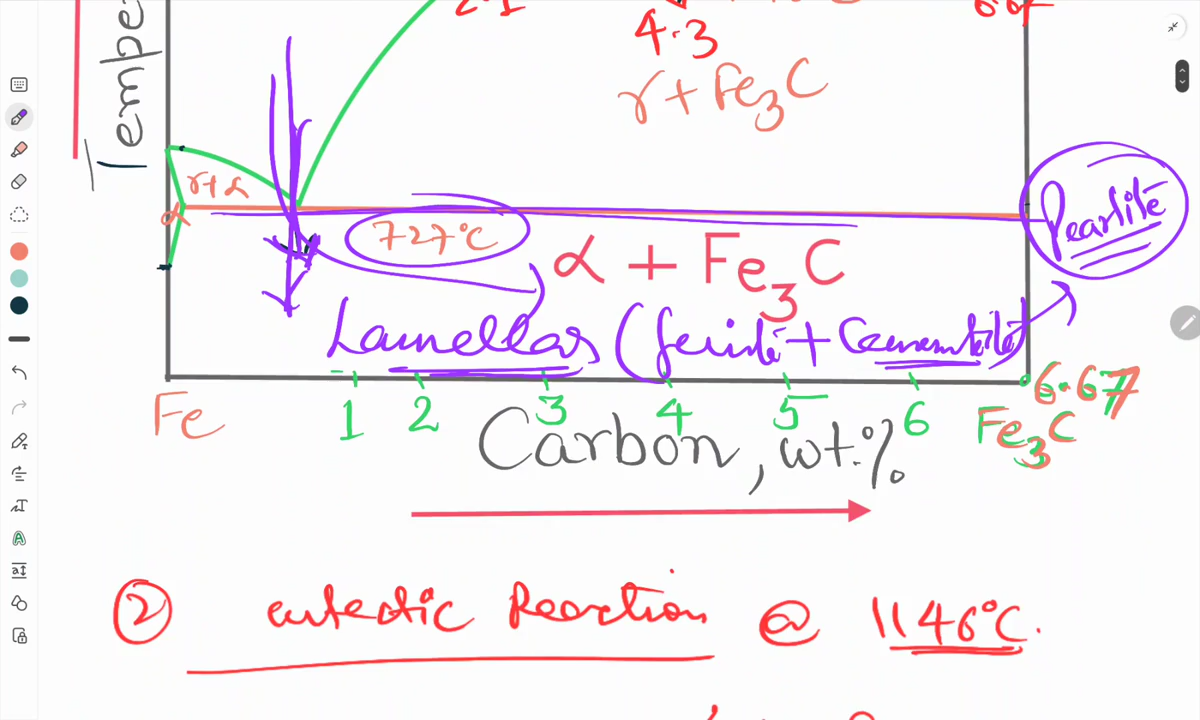 Tempe
4.3
γ + Fe₃C
γ+α
α
727°C
Pearlite
α + Fe₃C
Lamellar (ferrite + Cementite)
1 2 3 4 5 6 6.67
Fe
Fe₃C
Carbon, wt.%
② eutectic Reaction @ 1146°C.